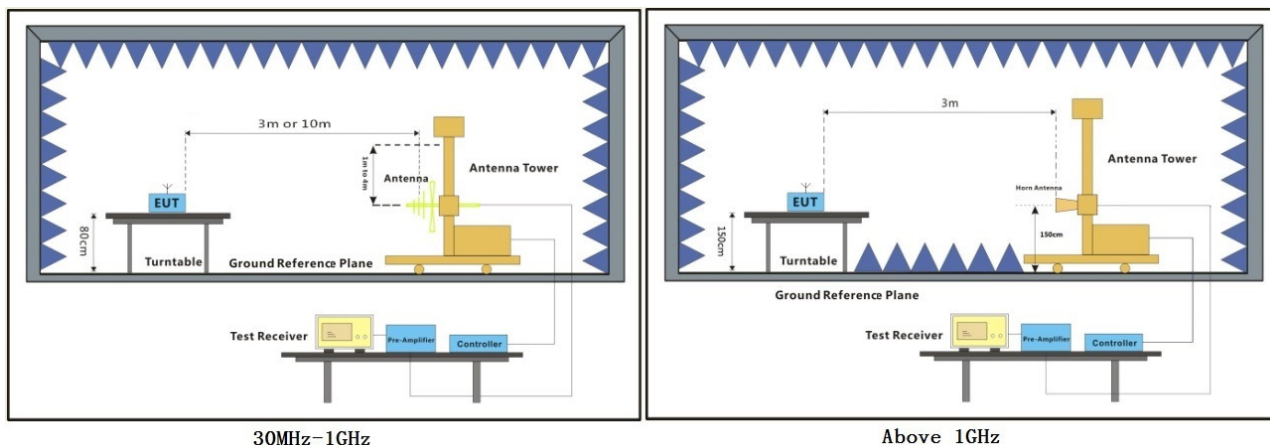 3m or 10m
1m to 4m
Antenna
Antenna Tower
EUT
80cm
Turntable
Ground Reference Plane
Test Receiver
Pre-Amplifier
Controller
30MHz-1GHz
3m
Antenna Tower
Horn Antenna
EUT
150cm
150cm
Turntable
Ground Reference Plane
Test Receiver
Pre-Amplifier
Controller
Above 1GHz